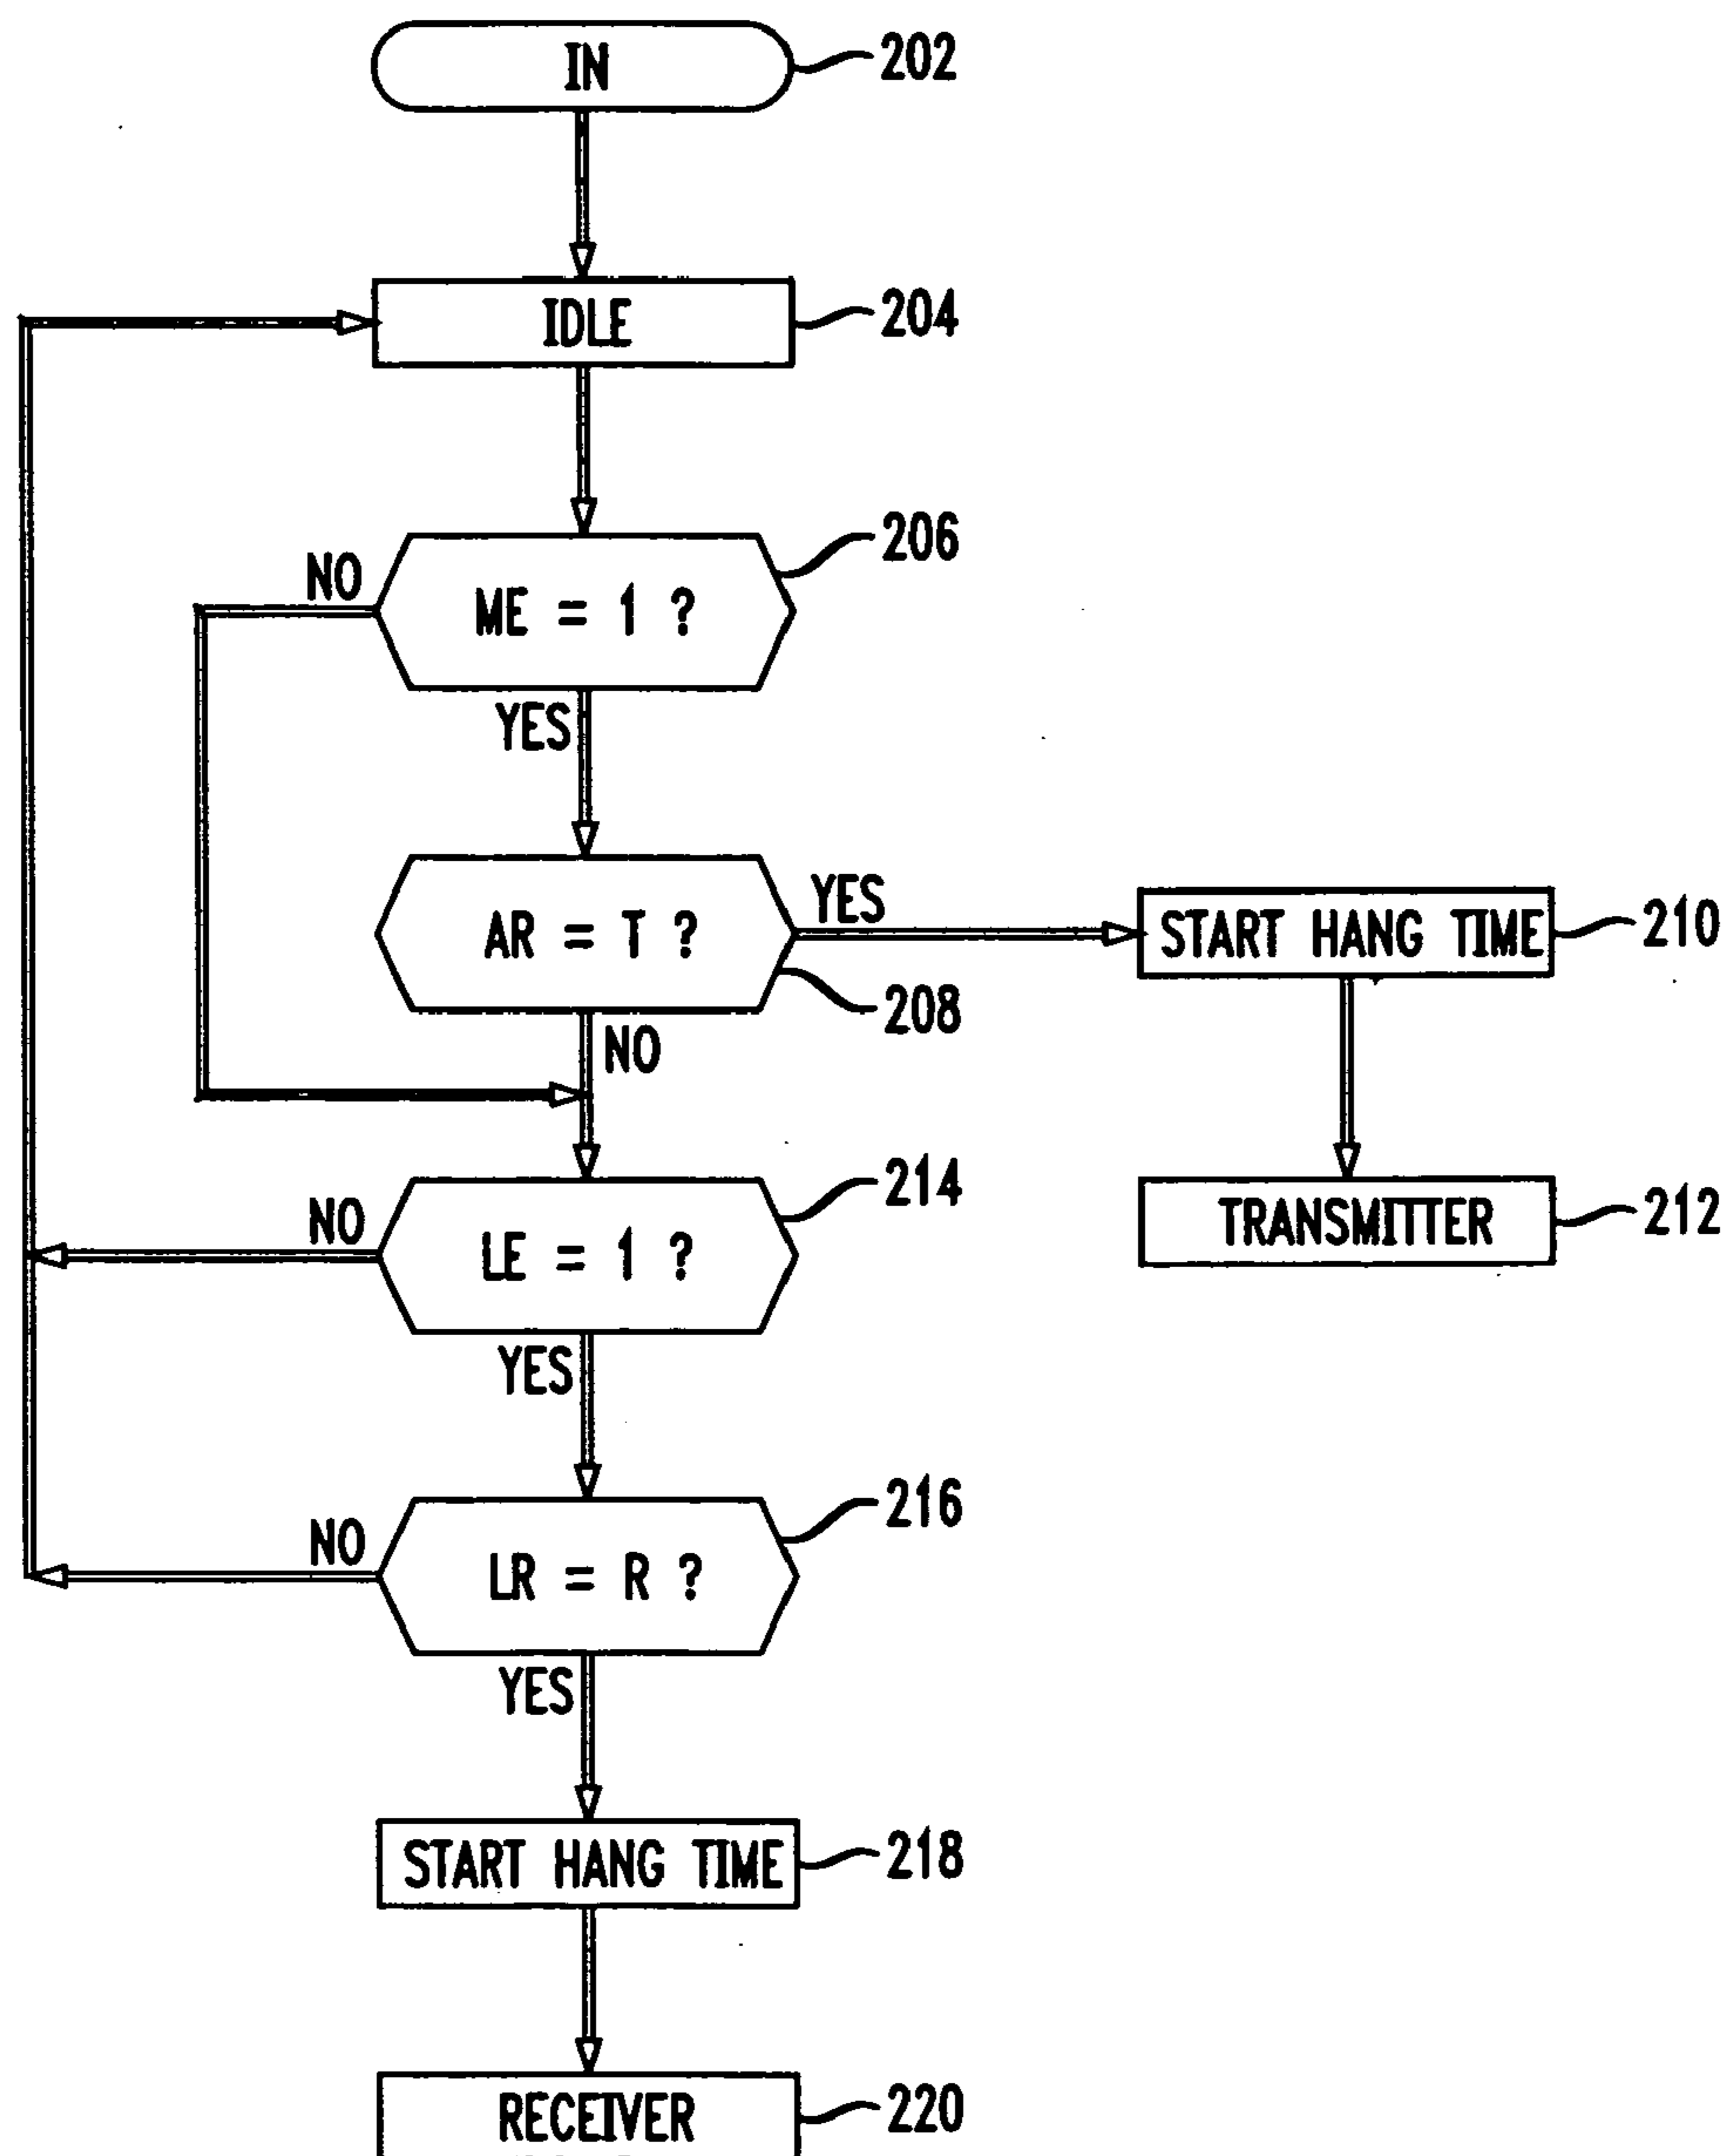 IN
202
IDLE
204
206
NO
ME = 1 ?
YES
AR = T ?
YES
208
NO
START HANG TIME
210
TRANSMITTER
212
214
NO
LE = 1 ?
YES
216
NO
LR = R ?
YES
START HANG TIME
218
RECEIVER
220